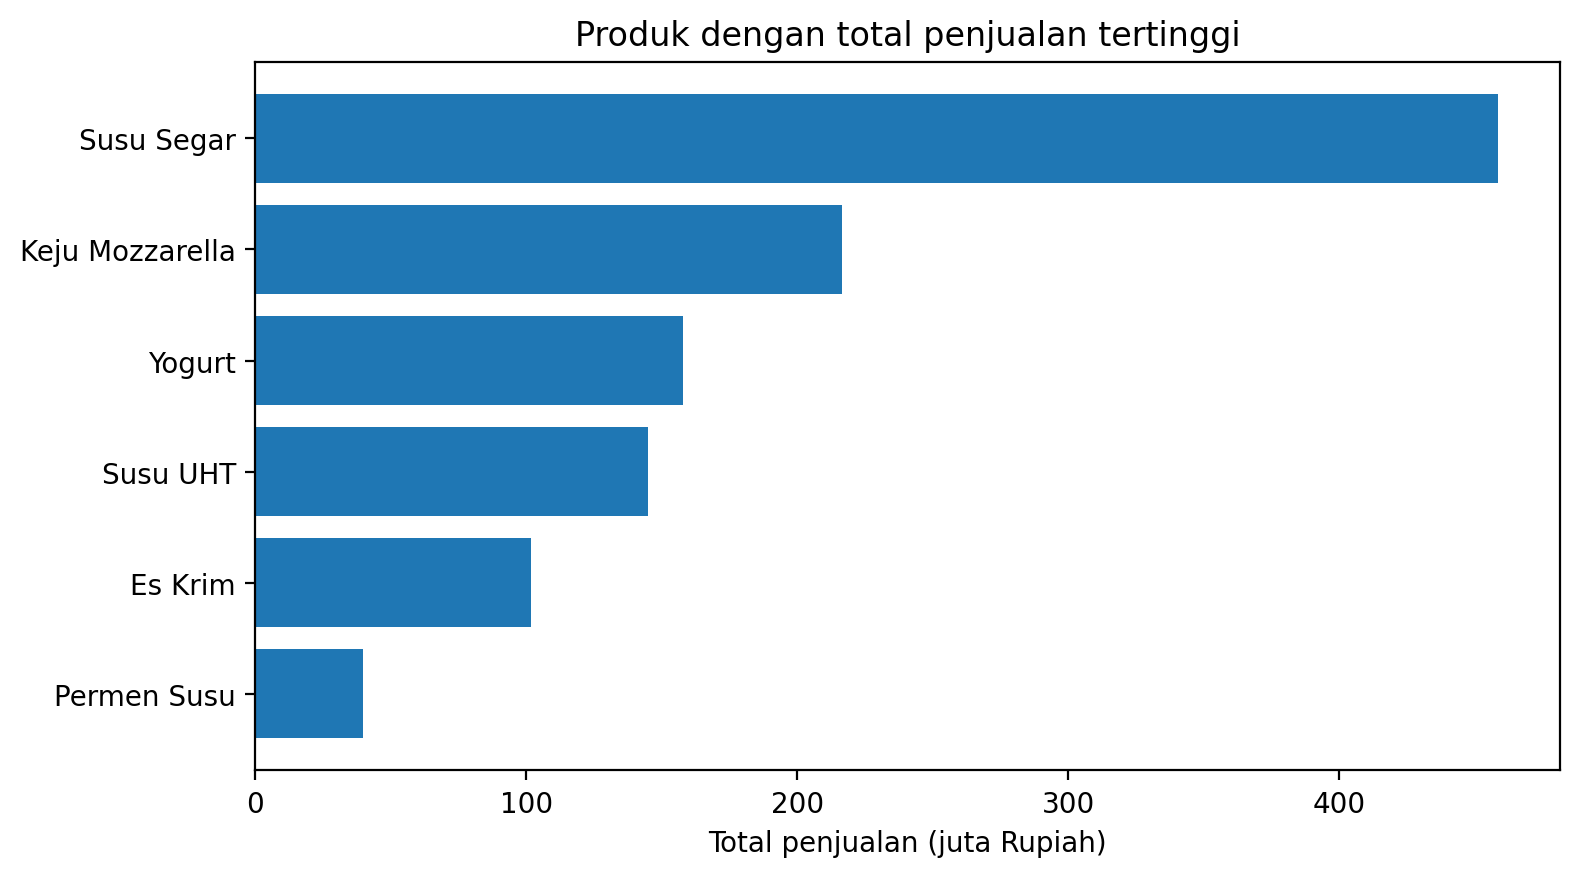 Produk dengan total penjualan tertinggi
Susu Segar
Keju Mozzarella
Yogurt
Susu UHT
Es Krim
Permen Susu
0 100 200 300 400
Total penjualan (juta Rupiah)